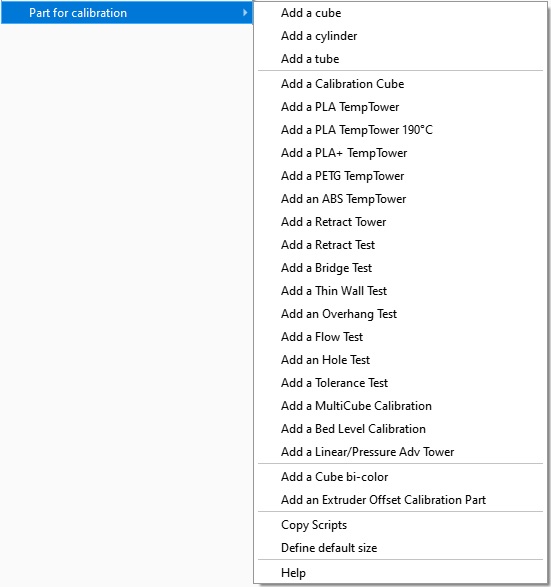 Part for calibration
Add a cube
Add a cylinder
Add a tube
Add a Calibration Cube
Add a PLA TempTower
Add a PLA TempTower 190°C
Add a PLA+ TempTower
Add a PETG TempTower
Add an ABS TempTower
Add a Retract Tower
Add a Retract Test
Add a Bridge Test
Add a Thin Wall Test
Add an Overhang Test
Add a Flow Test
Add an Hole Test
Add a Tolerance Test
Add a MultiCube Calibration
Add a Bed Level Calibration
Add a Linear/Pressure Adv Tower
Add a Cube bi-color
Add an Extruder Offset Calibration Part
Copy Scripts
Define default size
Help